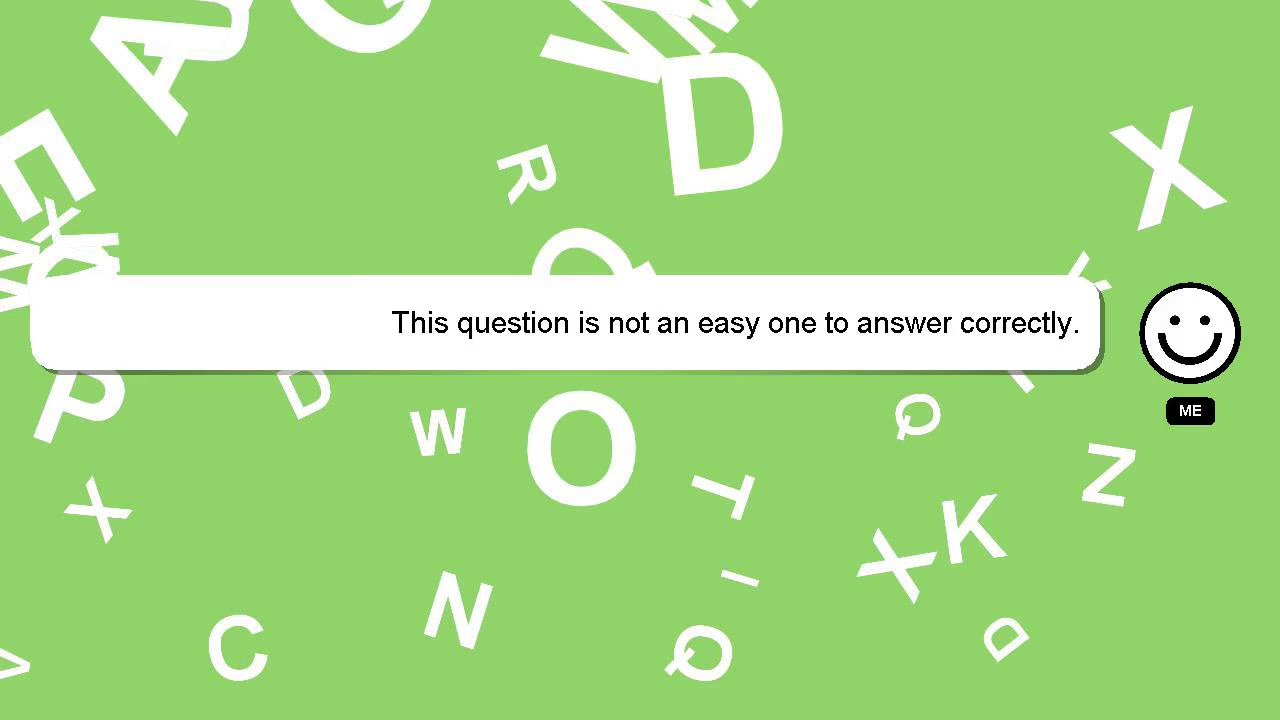 This question is not an easy one to answer correctly.
ME
A
G
M
D
E
R
X
X
P
D
W
O
Q
T
N
X
X
K
I
N
C
Q
D